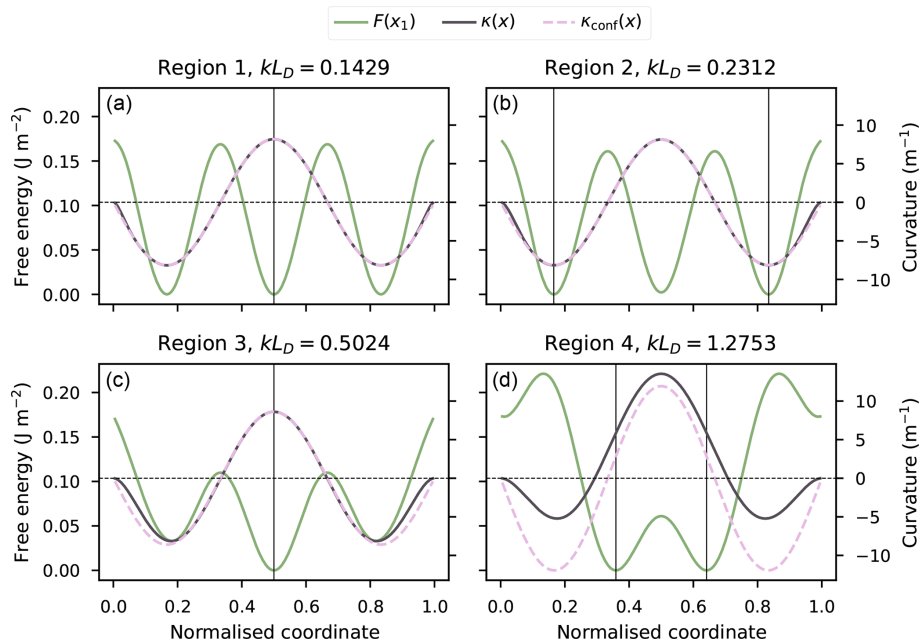 F(x₁) κ(x) κ_conf(x)
Region 1, kL_D = 0.1429
Region 2, kL_D = 0.2312
(a)
(b)
Free energy (J m⁻²)
0.20
0.15
0.10
0.05
0.00
10
5
0
−5
−10
Curvature (m⁻¹)
Region 3, kL_D = 0.5024
Region 4, kL_D = 1.2753
(c)
(d)
Free energy (J m⁻²)
0.20
0.15
0.10
0.05
0.00
10
5
0
−5
−10
Curvature (m⁻¹)
0.0 0.2 0.4 0.6 0.8 1.0
0.0 0.2 0.4 0.6 0.8 1.0
Normalised coordinate
Normalised coordinate